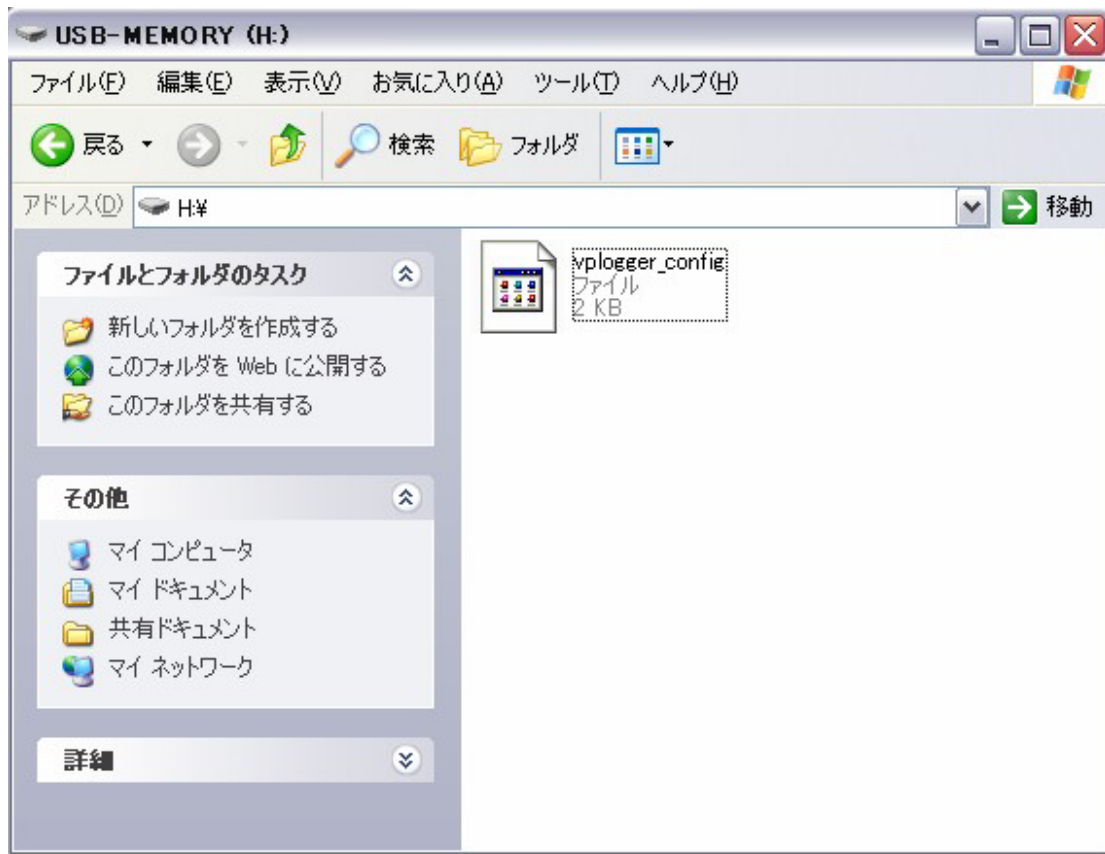 USB-MEMORY (H:)
ファイル(F) 編集(E) 表示(V) お気に入り(A) ツール(T) ヘルプ(H)
戻る 検索 フォルダ
アドレス(D) H:¥ 移動
ファイルとフォルダのタスク
新しいフォルダを作成する
このフォルダを Web に公開する
このフォルダを共有する
その他
マイ コンピュータ
マイ ドキュメント
共有ドキュメント
マイ ネットワーク
詳細
vplogger_config
ファイル
2 KB